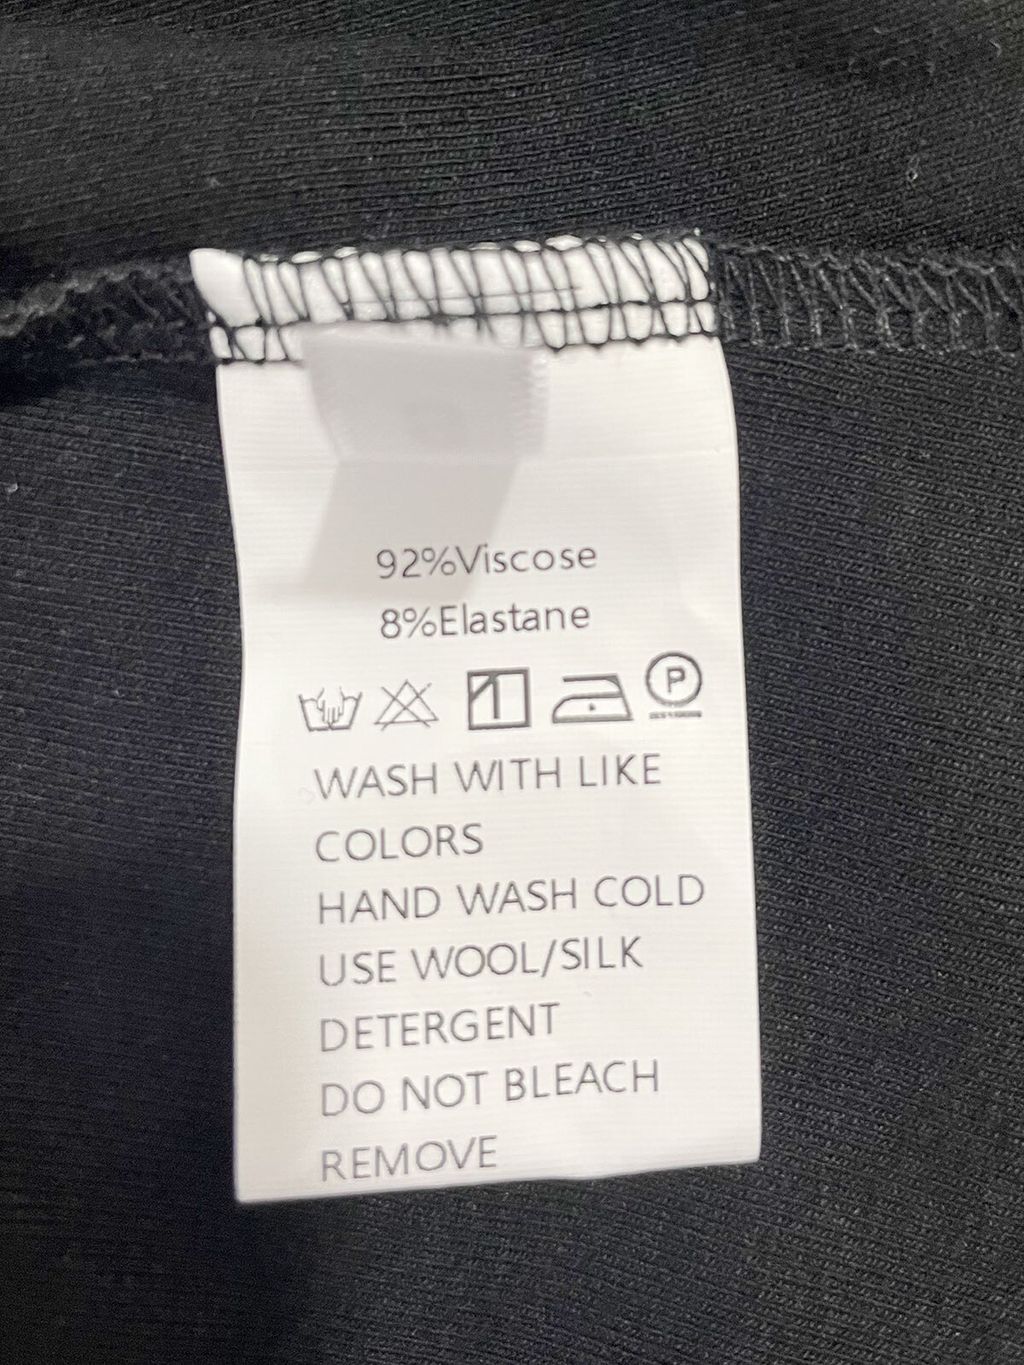 92%Viscose
8%Elastane
P
WASH WITH LIKE
COLORS
HAND WASH COLD
USE WOOL/SILK
DETERGENT
DO NOT BLEACH
REMOVE